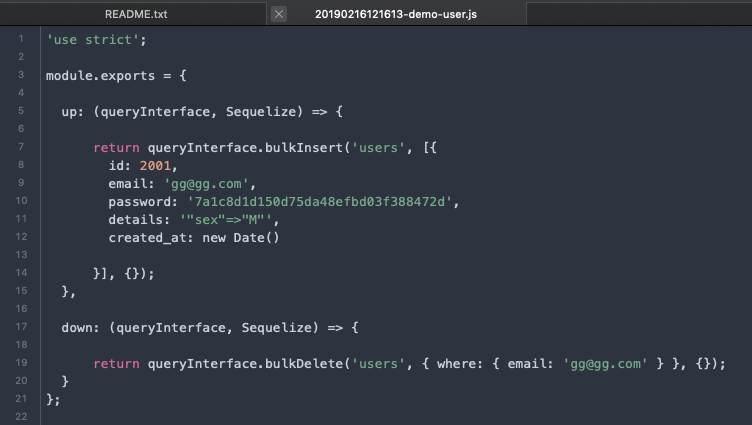 README.txt
20190216121613-demo-user.js
1 'use strict';
2
3 module.exports = {
4
5 up: (queryInterface, Sequelize) => {
6
7 return queryInterface.bulkInsert('users', [{
8 id: 2001,
9 email: 'gg@gg.com',
10 password: '7a1c8d1d150d75da48efbd03f388472d',
11 details: '"sex"=>"M"',
12 created_at: new Date()
13
14 }], {});
15 },
16
17 down: (queryInterface, Sequelize) => {
18
19 return queryInterface.bulkDelete('users', { where: { email: 'gg@gg.com' } }, {});
20 }
21 };
22